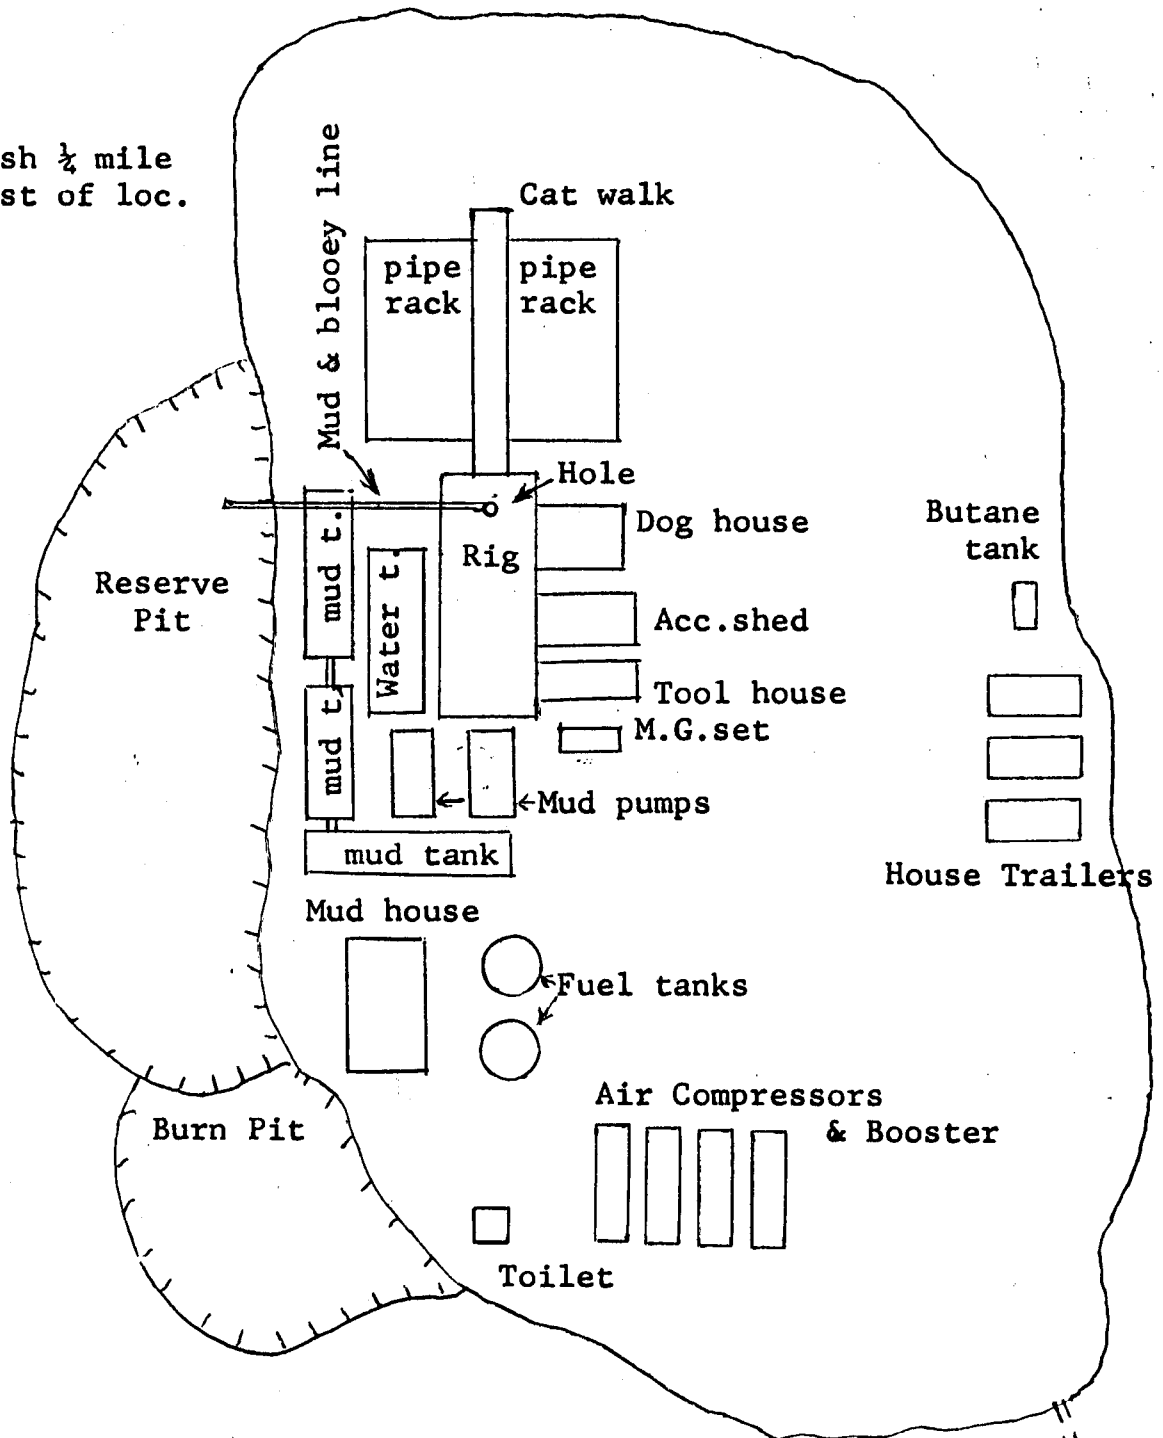 sh ¼ mile
st of loc.
Mud & blooey line
Cat walk
pipe
rack
pipe
rack
Hole
Dog house
Rig
mud t.
Water t.
Reserve
Pit
Butane
tank
Acc.shed
Tool house
M.G.set
mud t.
Mud pumps
mud tank
House Trailers
Mud house
Fuel tanks
Air Compressors
& Booster
Burn Pit
Toilet